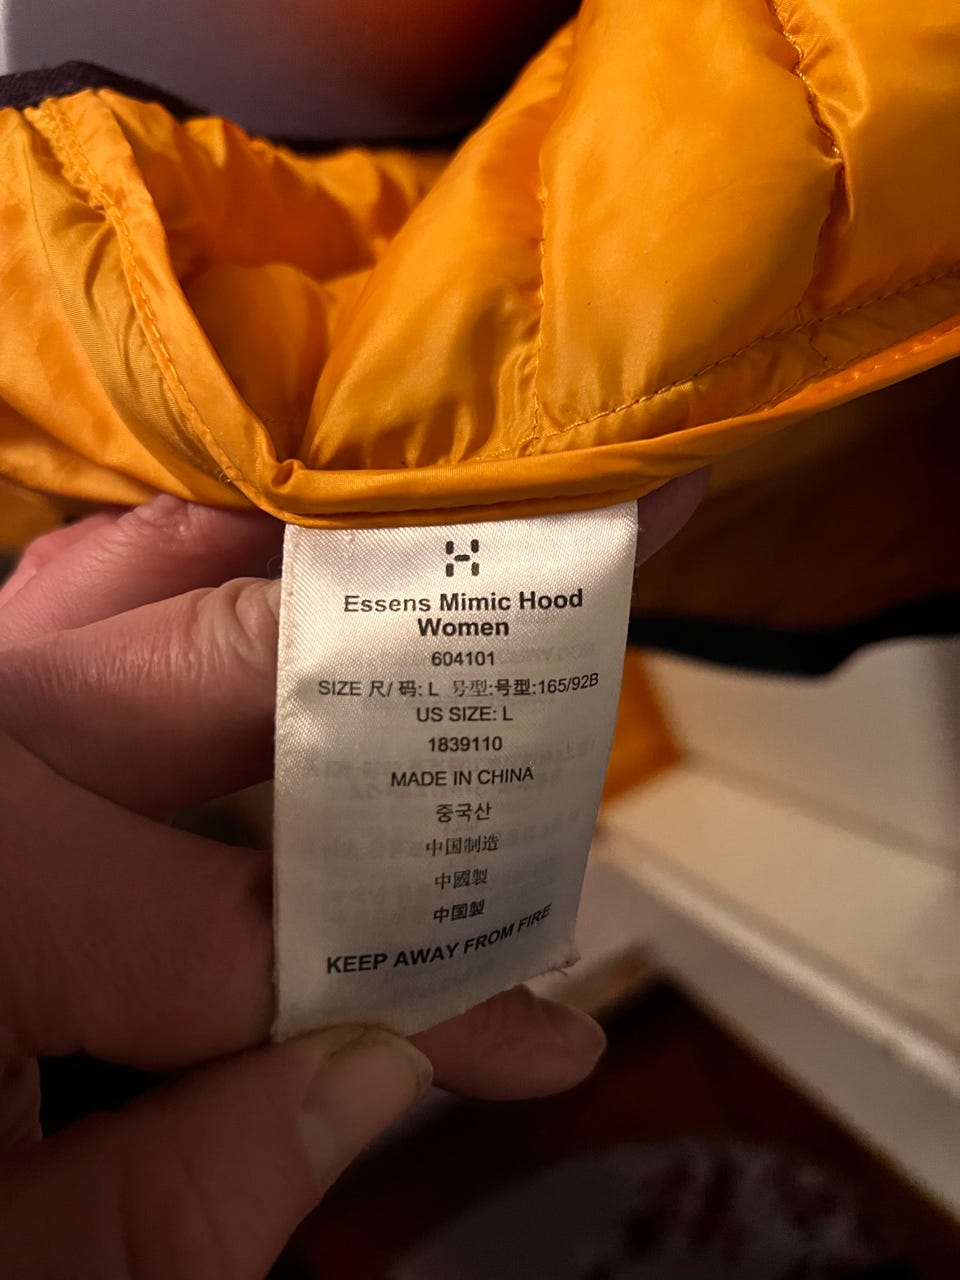 Essens Mimic Hood
Women
604101
SIZE 尺/ 码: L 号型:号型:165/92B
US SIZE: L
1839110
MADE IN CHINA
중국산
中国制造
中國製
中国製
KEEP AWAY FROM FIRE